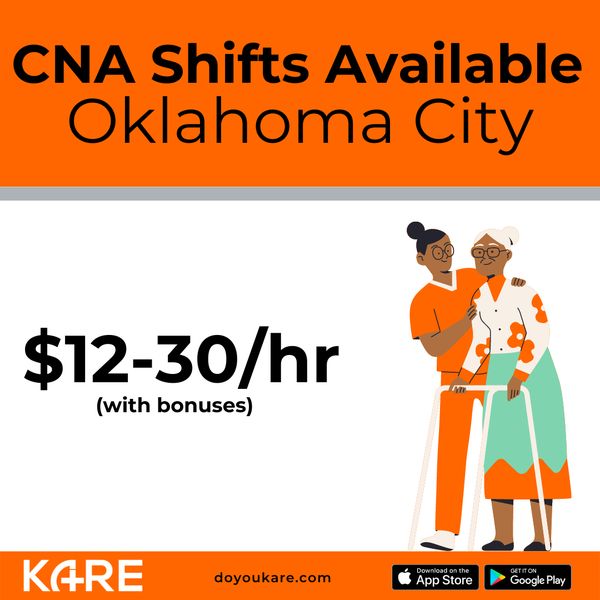 CNA Shifts Available
Oklahoma City
$12-30/hr
(with bonuses)
KARE
doyoukare.com
Download on the
App Store
GET IT ON
Google Play